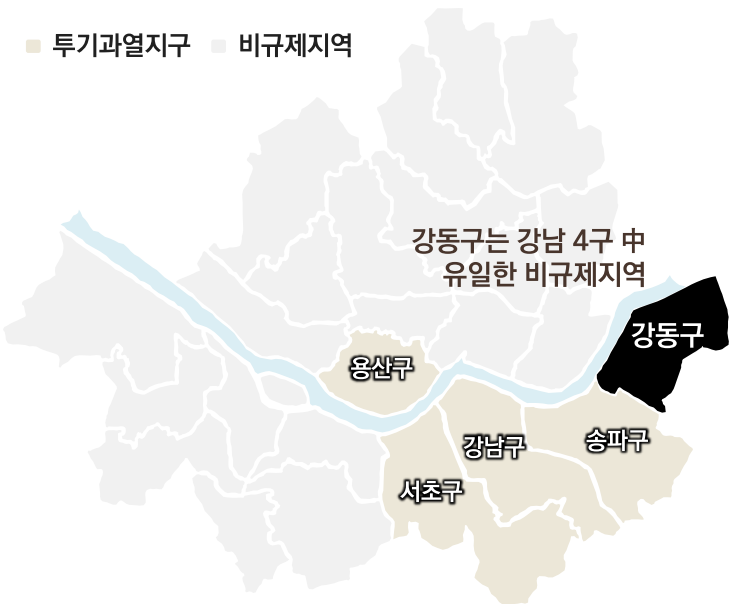 투기과열지구 비규제지역
강동구는 강남 4구 中
유일한 비규제지역
강동구
용산구
송파구
강남구
서초구